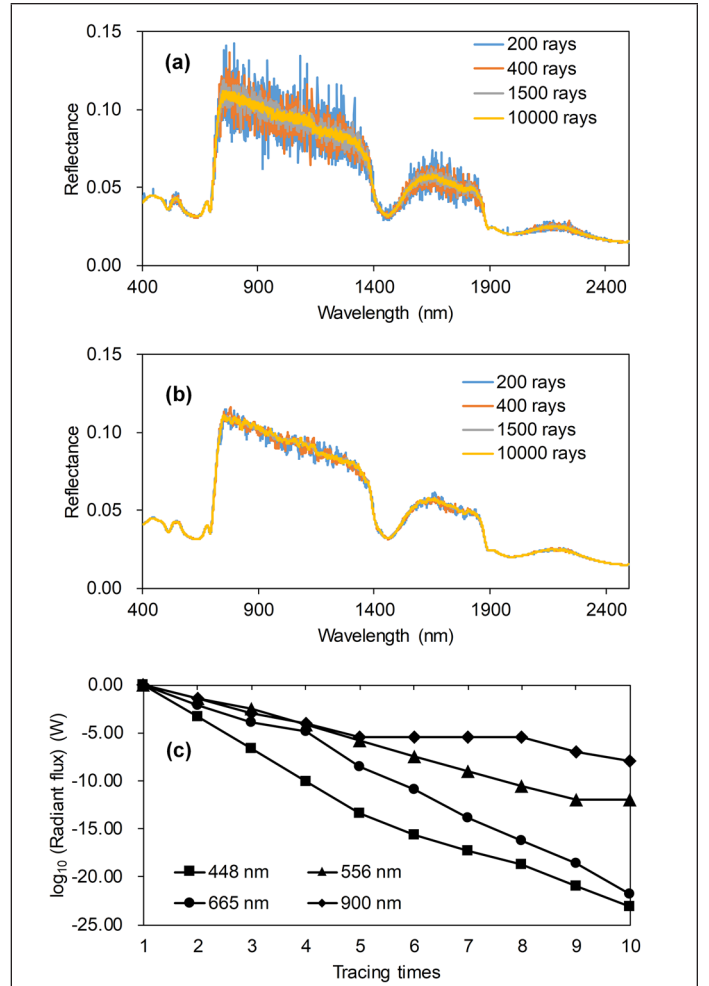 (a)
200 rays
400 rays
1500 rays
10000 rays
Reflectance
0.15
0.10
0.05
0.00
400 900 1400 1900 2400
Wavelength (nm)
(b)
200 rays
400 rays
1500 rays
10000 rays
Reflectance
0.15
0.10
0.05
0.00
400 900 1400 1900 2400
Wavelength (nm)
(c)
log₁₀ (Radiant flux) (W)
0.00
-5.00
-10.00
-15.00
-20.00
-25.00
448 nm 556 nm
665 nm 900 nm
1 2 3 4 5 6 7 8 9 10
Tracing times